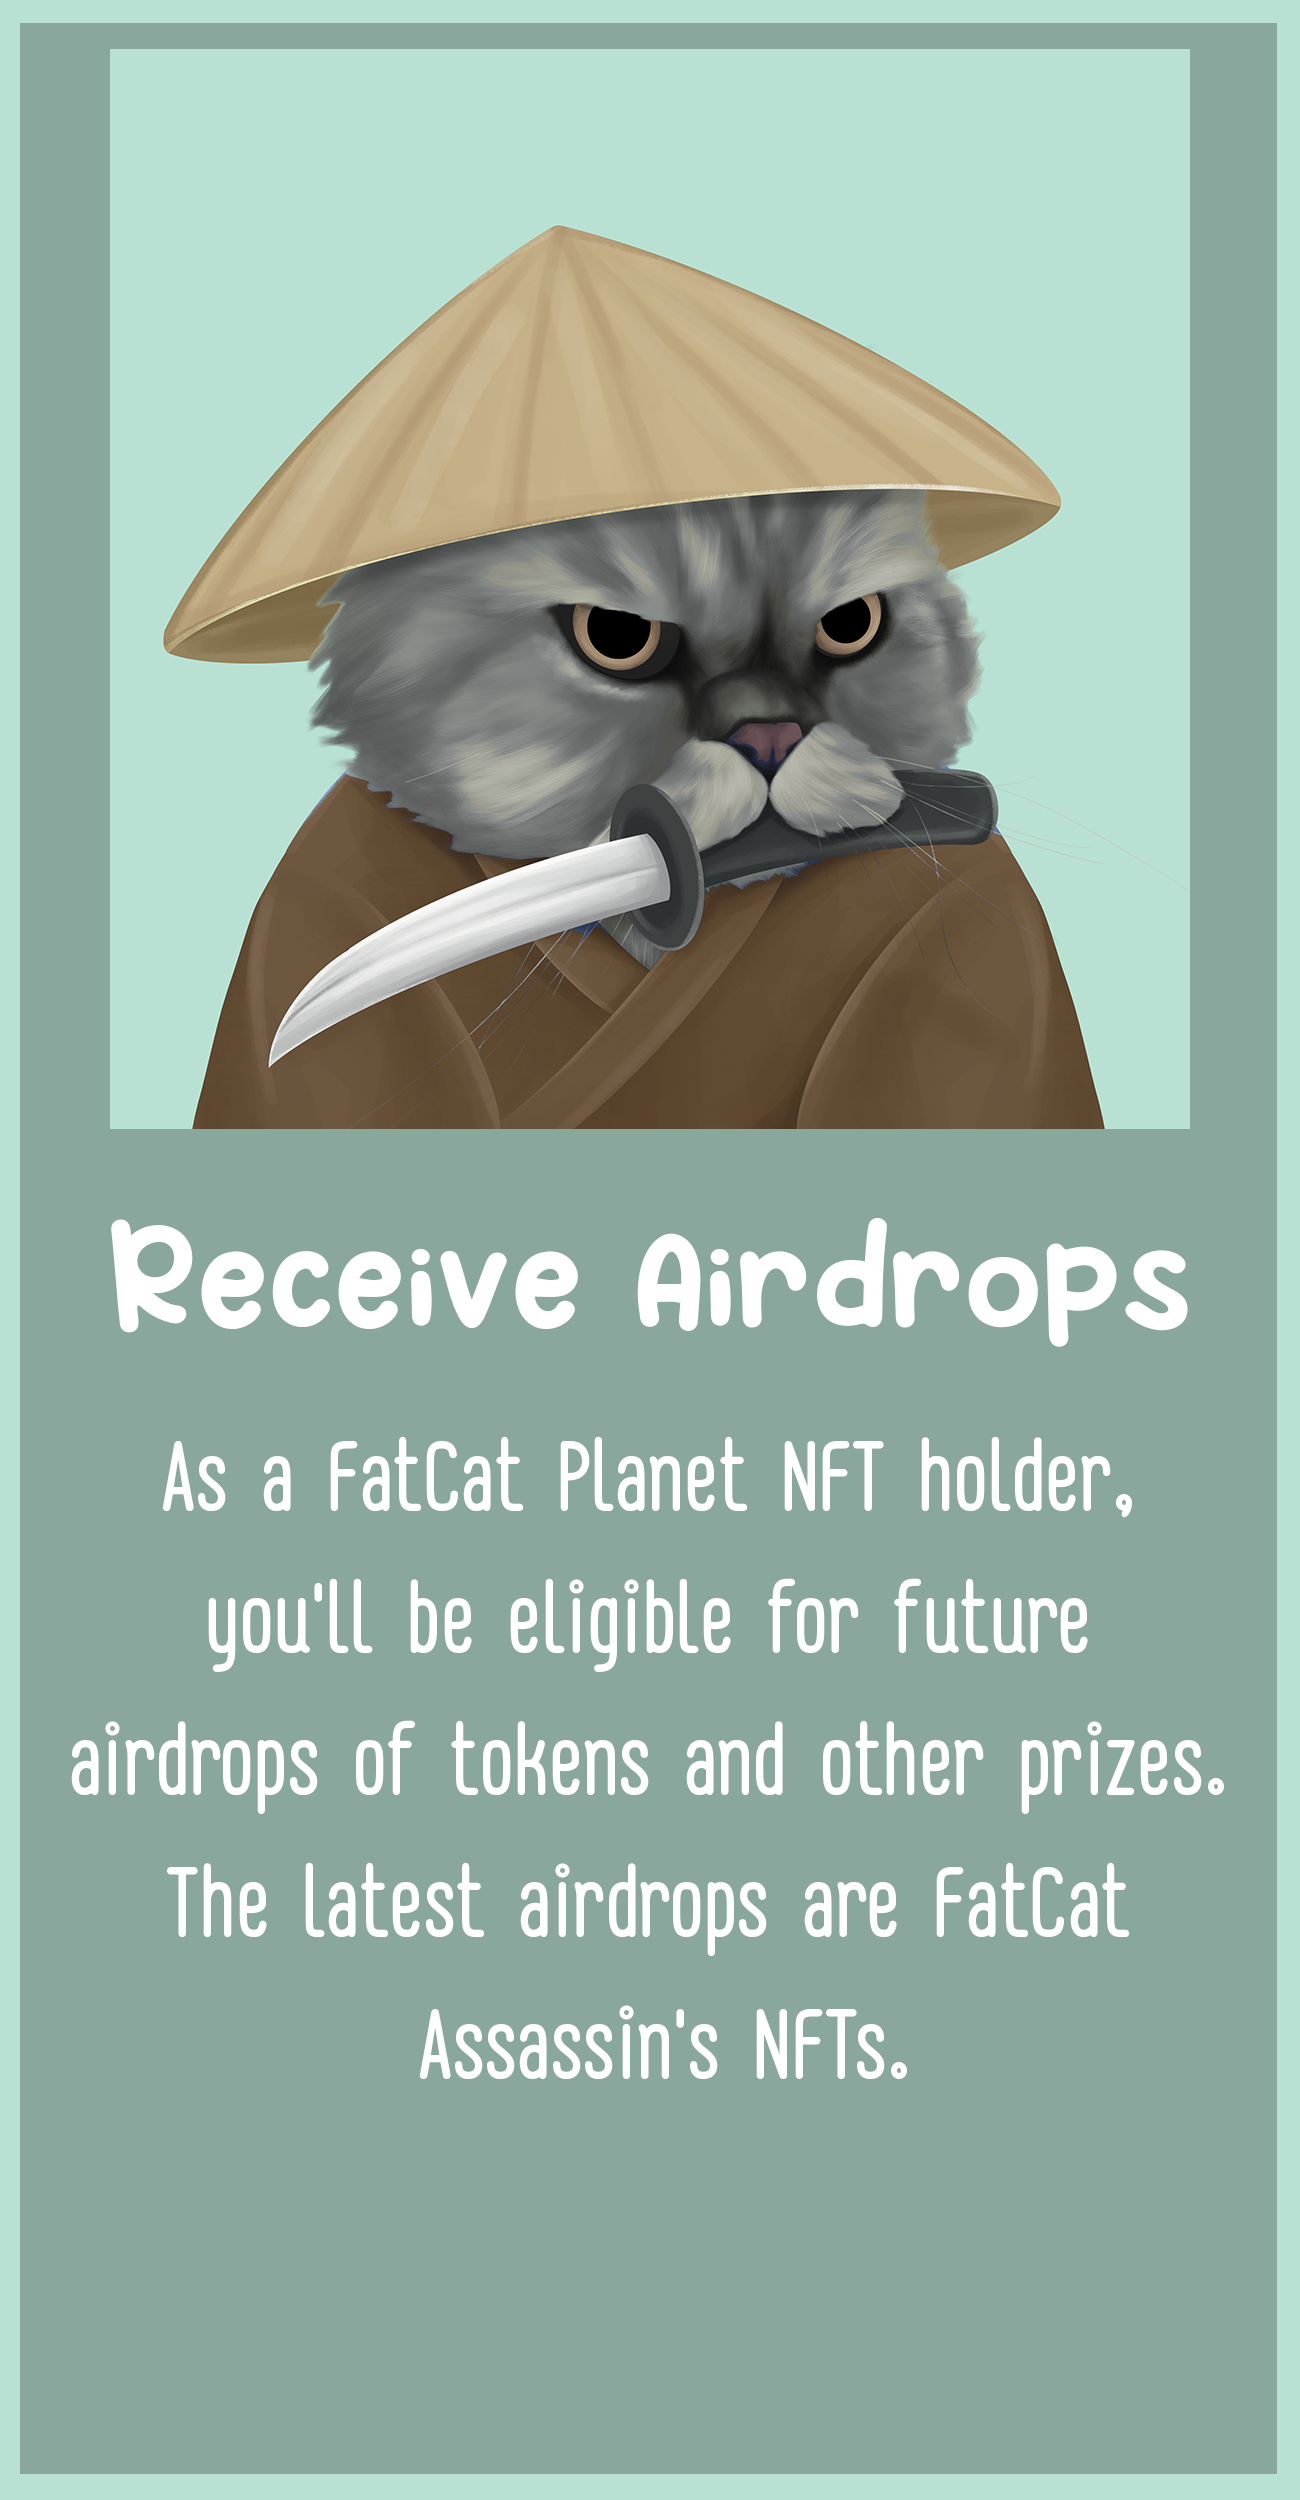 Receive Airdrops
As a FatCat Planet NFT holder,
you'll be eligible for future
airdrops of tokens and other prizes.
The latest airdrops are FatCat
Assassin's NFTs.